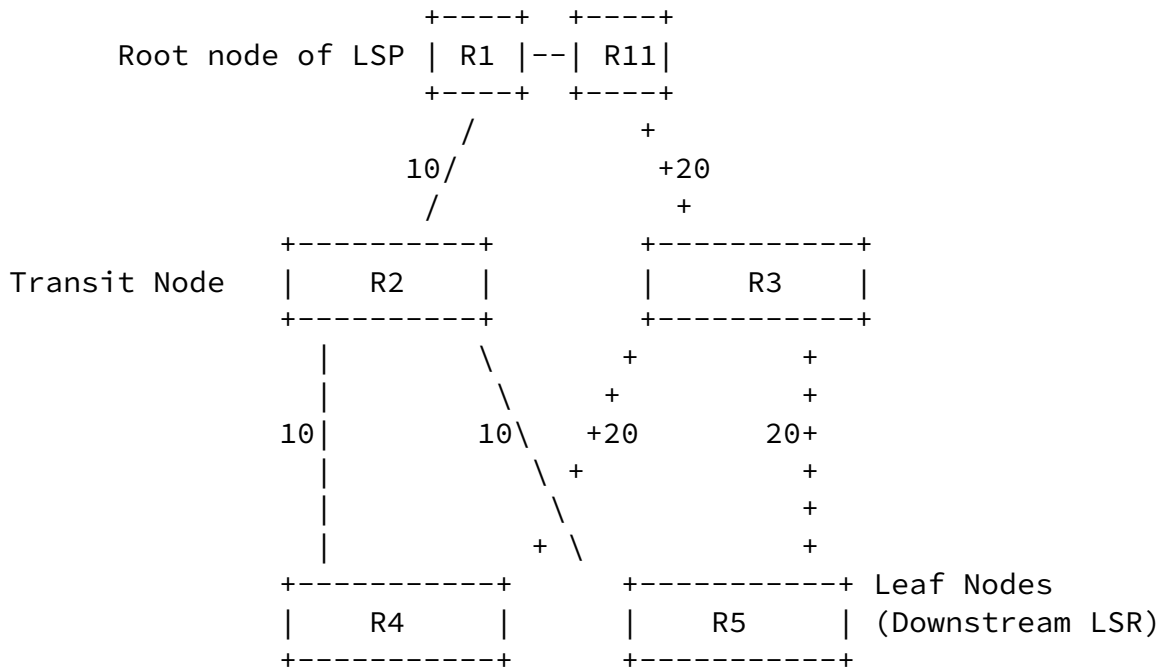 Root node of LSP | R1 |--| R11|
10/ +20
Transit Node | R2 | | R3 |
10| 10\ +20 20+
Leaf Nodes
| R4 | | R5 | (Downstream LSR)